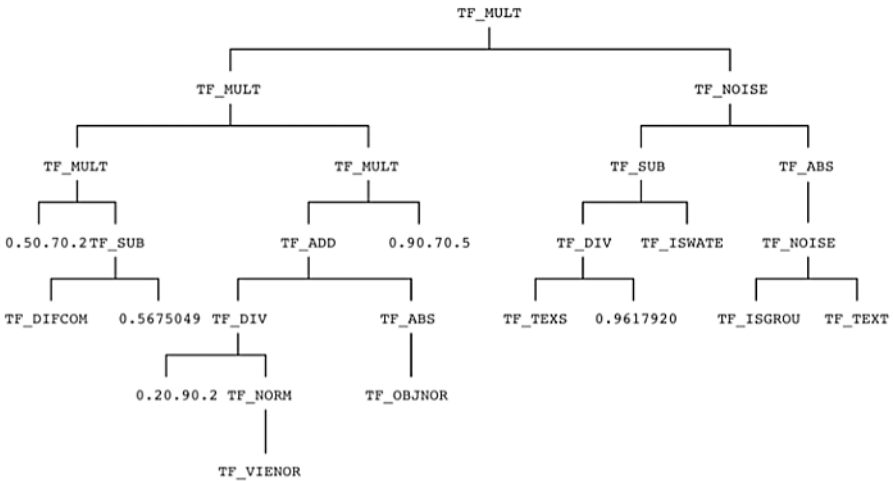 TF_MULT
TF_MULT TF_NOISE
TF_MULT TF_MULT TF_SUB TF_ABS
0.50.70.2 TF_SUB TF_ADD 0.90.70.5 TF_DIV TF_ISWATE TF_NOISE
TF_DIFCOM 0.5675049 TF_DIV TF_ABS TF_TEXS 0.9617920 TF_ISGROU TF_TEXT
0.20.90.2 TF_NORM TF_OBJNOR
TF_VIENOR